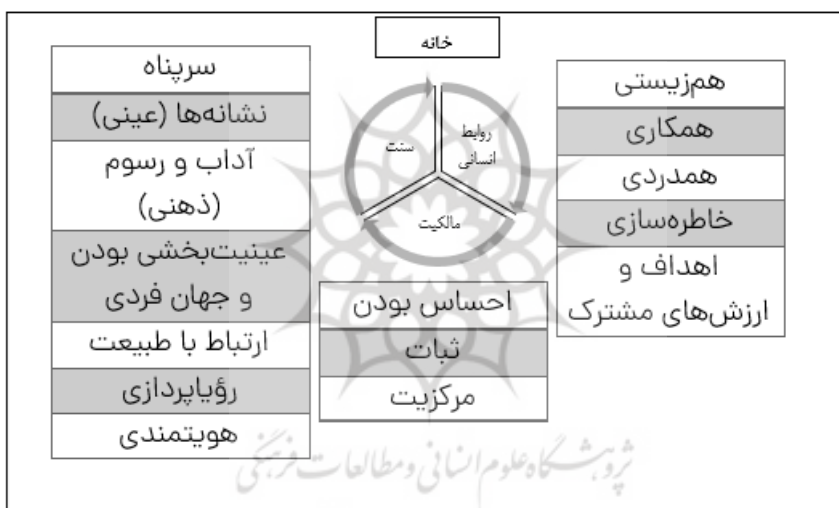 خانه
هم‌زیستی
همکاری
همدردی
خاطره‌سازی
اهداف و
ارزش‌های مشترک
روابط
انسانی
سنت
مالکیت
احساس بودن
ثبات
مرکزیت
سرپناه
نشانه‌ها (عینی)
آداب و رسوم
(ذهنی)
عینیت‌بخشی بودن
و جهان فردی
ارتباط با طبیعت
رؤیاپردازی
هویتمندی
پژوهشگاه علوم انسانی و مطالعات فرهنگی